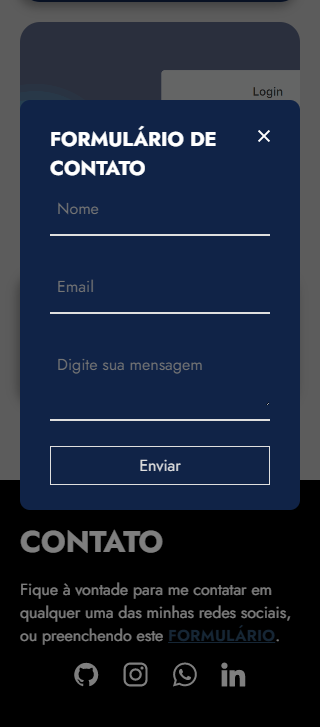 Login
FORMULÁRIO DE
CONTATO
Nome
Email
Digite sua mensagem
Enviar
CONTATO
Fique à vontade para me contatar em
qualquer uma das minhas redes sociais,
ou preenchendo este FORMULÁRIO.